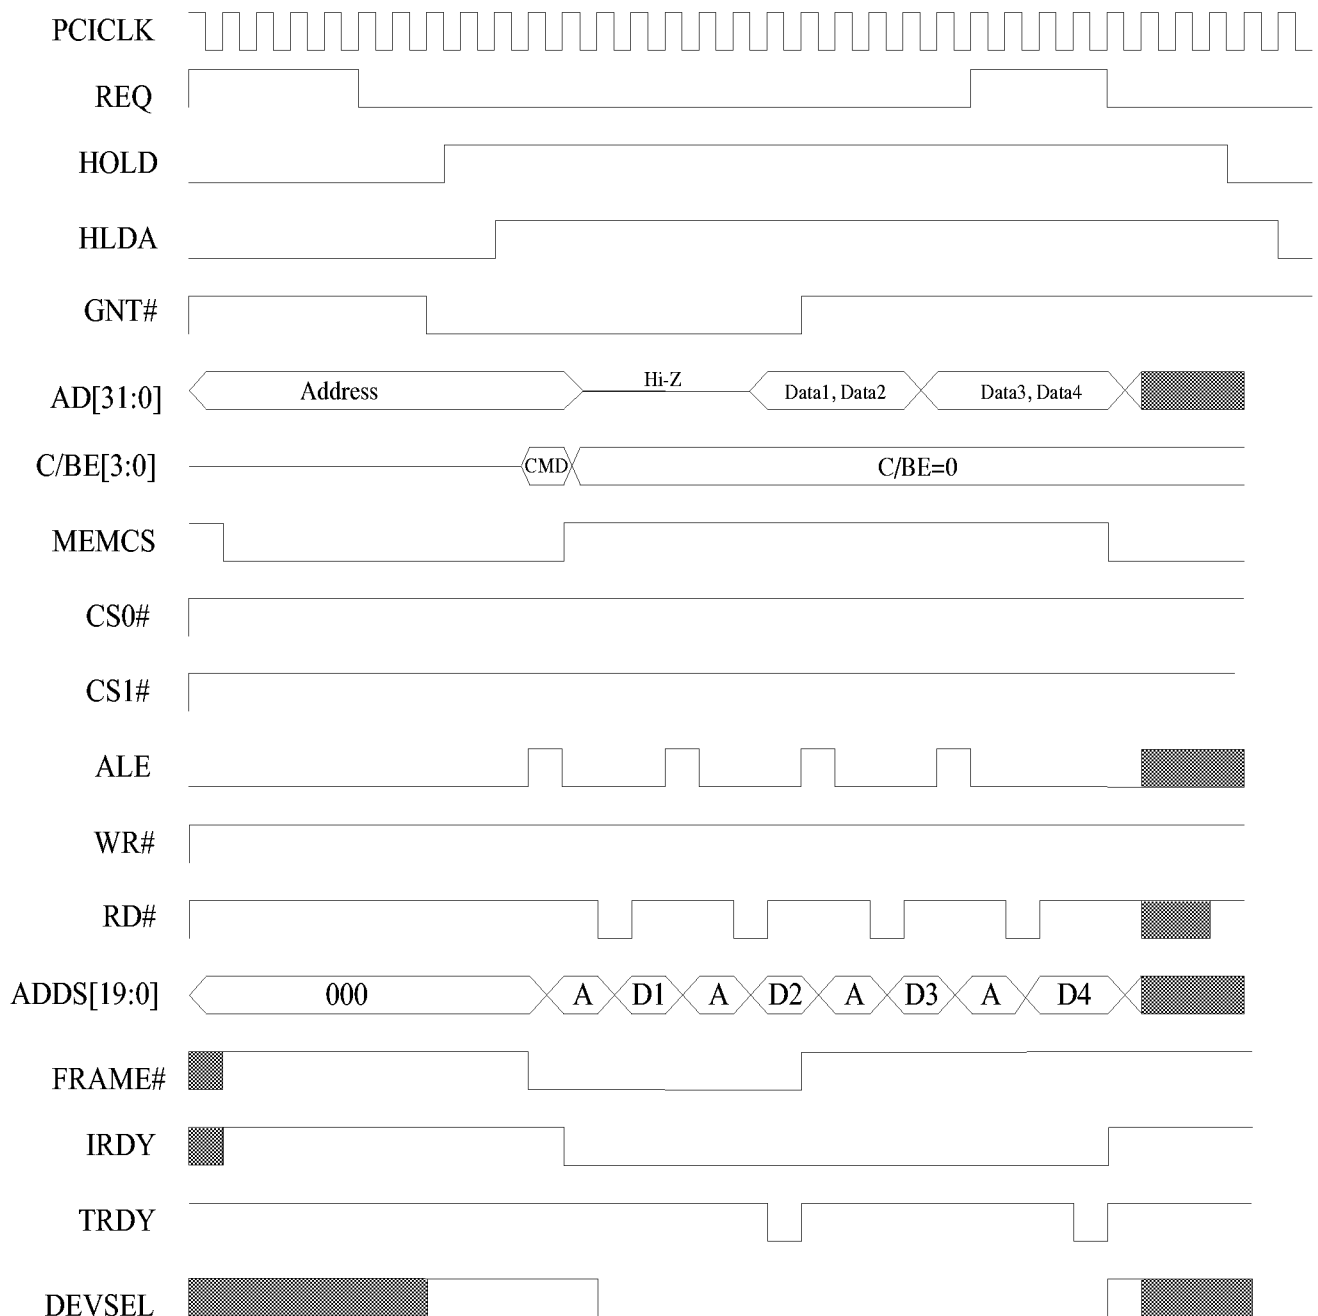 PCICLK
REQ
HOLD
HLDA
GNT#
AD[31:0] Address Hi-Z Data1, Data2 Data3, Data4
C/BE[3:0] CMD C/BE=0
MEMCS
CS0#
CS1#
ALE
WR#
RD#
ADDS[19:0] 000 A D1 A D2 A D3 A D4
FRAME#
IRDY
TRDY
DEVSEL